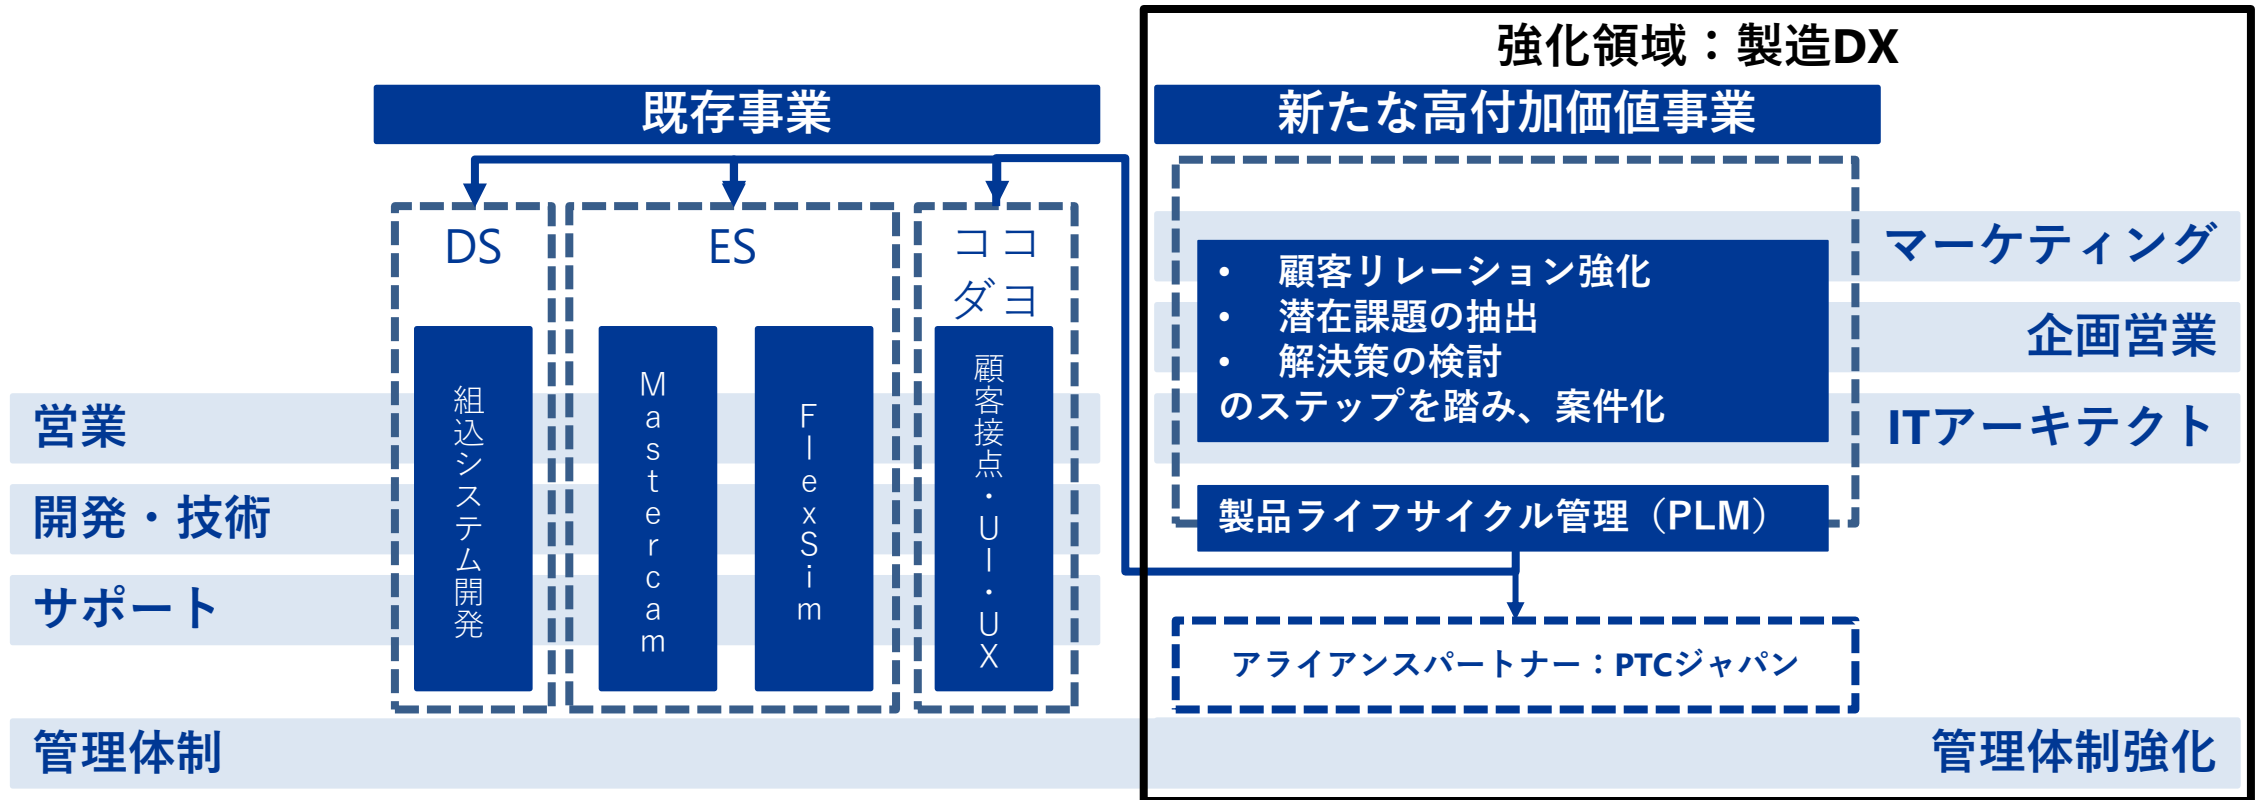 強化領域：製造DX
既存事業
新たな高付加価値事業
DS
ES
ココ
ダヨ
組込システム開発
Mastercam
FlexSim
顧客接点・UI・UX
営業
開発・技術
サポート
管理体制
• 顧客リレーション強化
• 潜在課題の抽出
• 解決策の検討
のステップを踏み、案件化
製品ライフサイクル管理（PLM）
アライアンスパートナー：PTCジャパン
マーケティング
企画営業
ITアーキテクト
管理体制強化